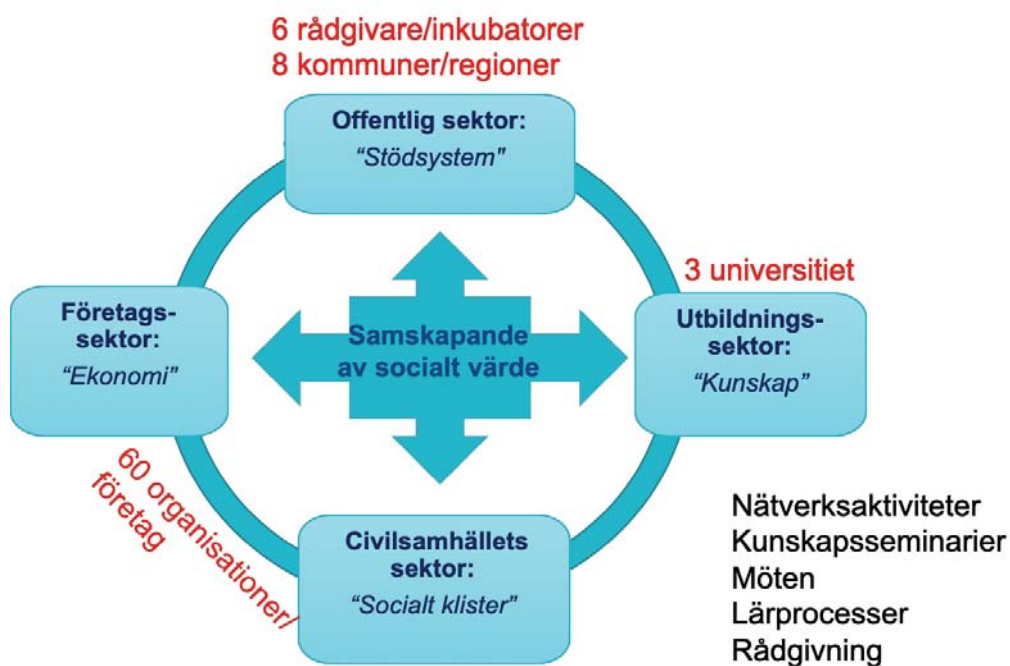 6 rådgivare/inkubatorer
8 kommuner/regioner
Offentlig sektor:
“Stödsystem"
3 universitiet
Företags-
sektor:
“Ekonomi”
Samskapande
av socialt värde
Utbildnings-
sektor:
“Kunskap”
60 organisationer/
företag
Civilsamhällets
sektor:
“Socialt klister”
Nätverksaktiviteter
Kunskapsseminarier
Möten
Lärprocesser
Rådgivning